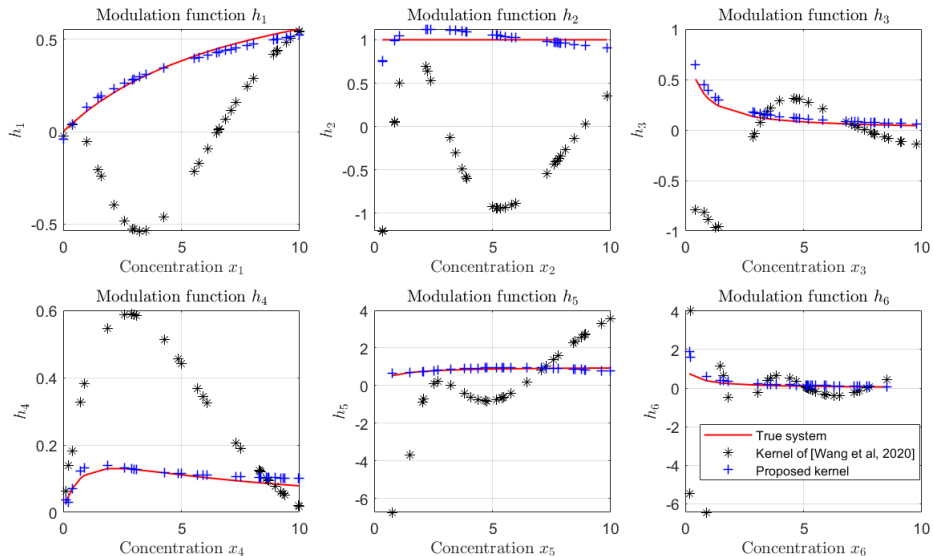 Modulation function h₁
Modulation function h₂
Modulation function h₃
h₁
0.5
0
-0.5
0
5
10
Concentration x₁
h₂
1
0.5
0
-0.5
-1
0
5
10
Concentration x₂
h₃
1
0.5
0
-0.5
-1
0
5
10
Concentration x₃
Modulation function h₄
Modulation function h₅
Modulation function h₆
h₄
0.6
0.4
0.2
0
0
5
10
Concentration x₄
h₅
4
2
0
-2
-4
-6
0
5
10
Concentration x₅
h₆
4
2
0
-2
-4
-6
0
5
10
Concentration x₆
True system
Kernel of [Wang et al, 2020]
Proposed kernel